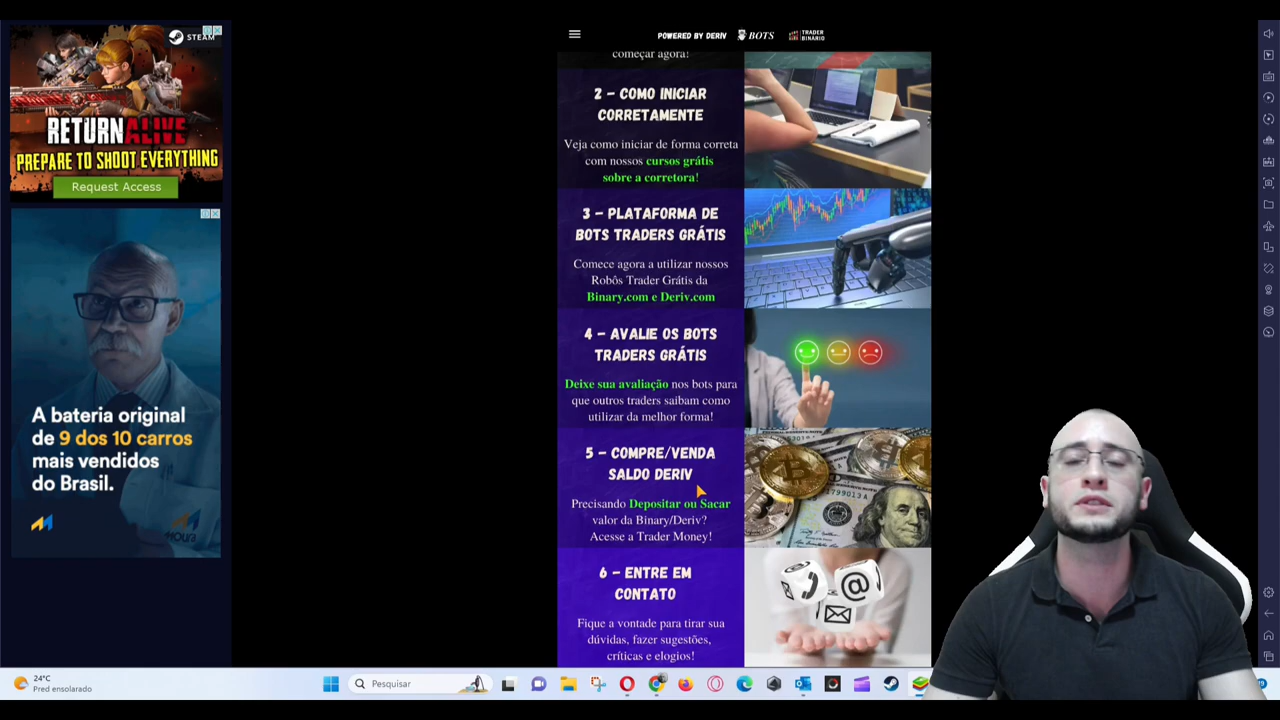 STEAM
RETURN ALIVE
PREPARE TO SHOOT EVERYTHING
Request Access
A bateria original
de 9 dos 10 carros
mais vendidos
do Brasil.
moura
POWERED BY DERIV
BOTS
TRADER
BINARIO
começar agora!
2 – COMO INICIAR
CORRETAMENTE
Veja como iniciar de forma correta
com nossos cursos grátis
sobre a corretora!
3 – PLATAFORMA DE
BOTS TRADERS GRÁTIS
Comece agora a utilizar nossos
Robôs Trader Grátis da
Binary.com e Deriv.com
4 – AVALIE OS BOTS
TRADERS GRÁTIS
Deixe sua avaliação nos bots para
que outros traders saibam como
utilizar da melhor forma!
5 – COMPRE/VENDA
SALDO DERIV
Precisando Depositar ou Sacar
valor da Binary/Deriv?
Acesse a Trader Money!
6 – ENTRE EM
CONTATO
Fique a vontade para tirar sua
dúvidas, fazer sugestões,
críticas e elogios!
24°C
Pred ensolarado
Pesquisar